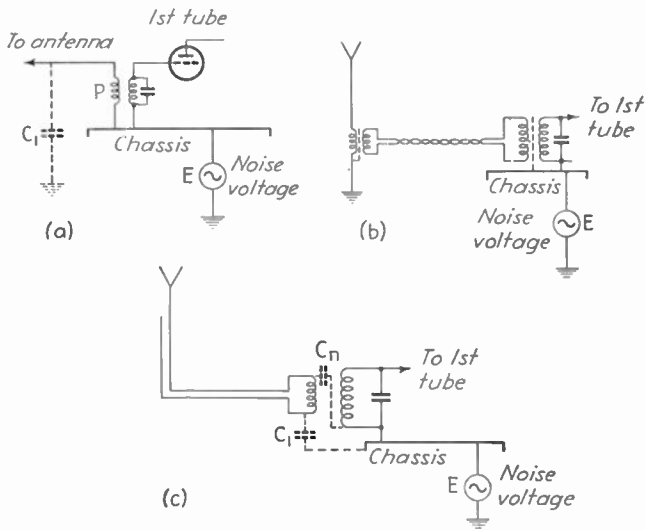 To antenna
1st tube
P
C1
Chassis
E
Noise
voltage
(a)
To 1st
tube
Chassis
Noise
voltage
E
(b)
Cn
To 1st
tube
C1
Chassis
E
Noise
voltage
(c)